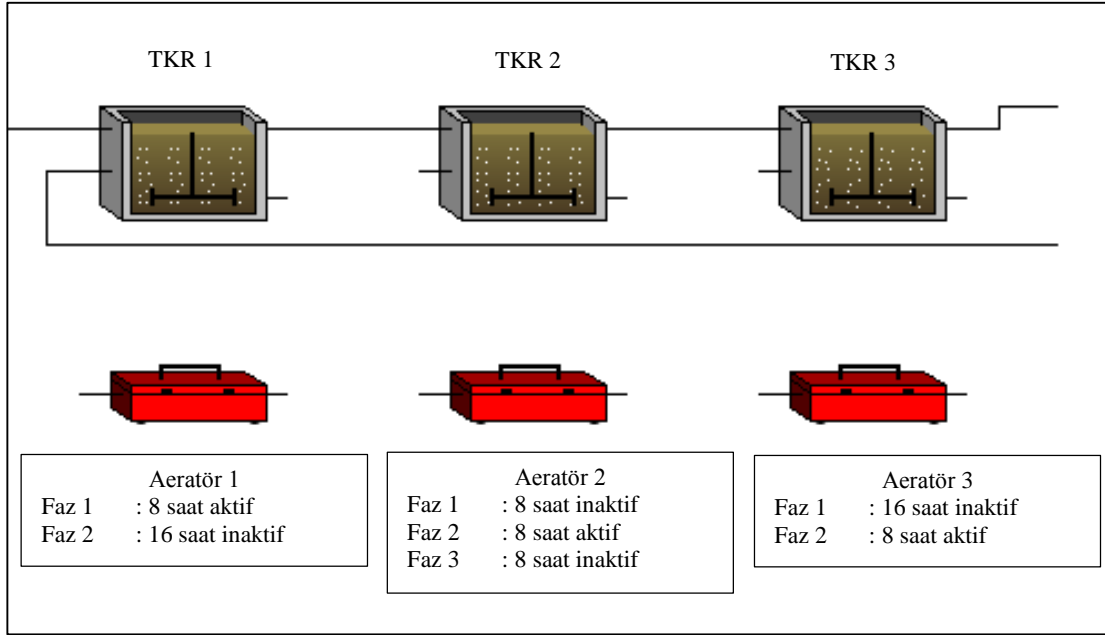 TKR 1
TKR 2
TKR 3
Aeratör 1
Faz 1 : 8 saat aktif
Faz 2 : 16 saat inaktif
Aeratör 2
Faz 1 : 8 saat inaktif
Faz 2 : 8 saat aktif
Faz 3 : 8 saat inaktif
Aeratör 3
Faz 1 : 16 saat inaktif
Faz 2 : 8 saat aktif